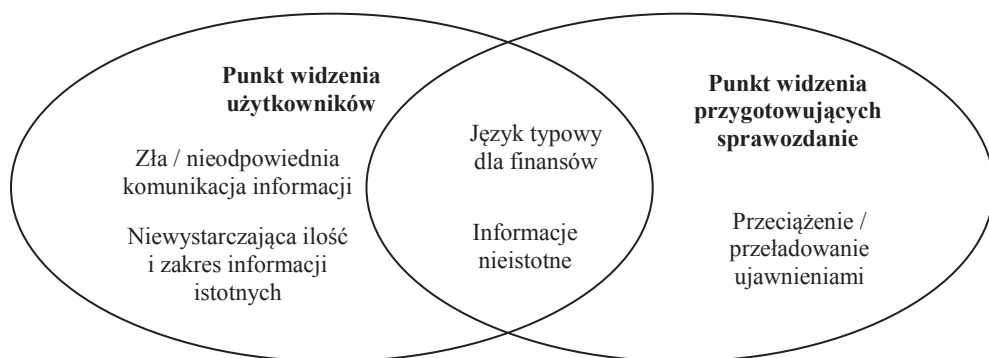 Punkt widzenia
użytkowników
Zła / nieodpowiednia
komunikacja informacji
Niewystarczająca ilość
i zakres informacji
istotnych
Język typowy
dla finansów
Informacje
nieistotne
Punkt widzenia
przygotowujących
sprawozdanie
Przeciążenie /
przeładowanie
ujawnieniami